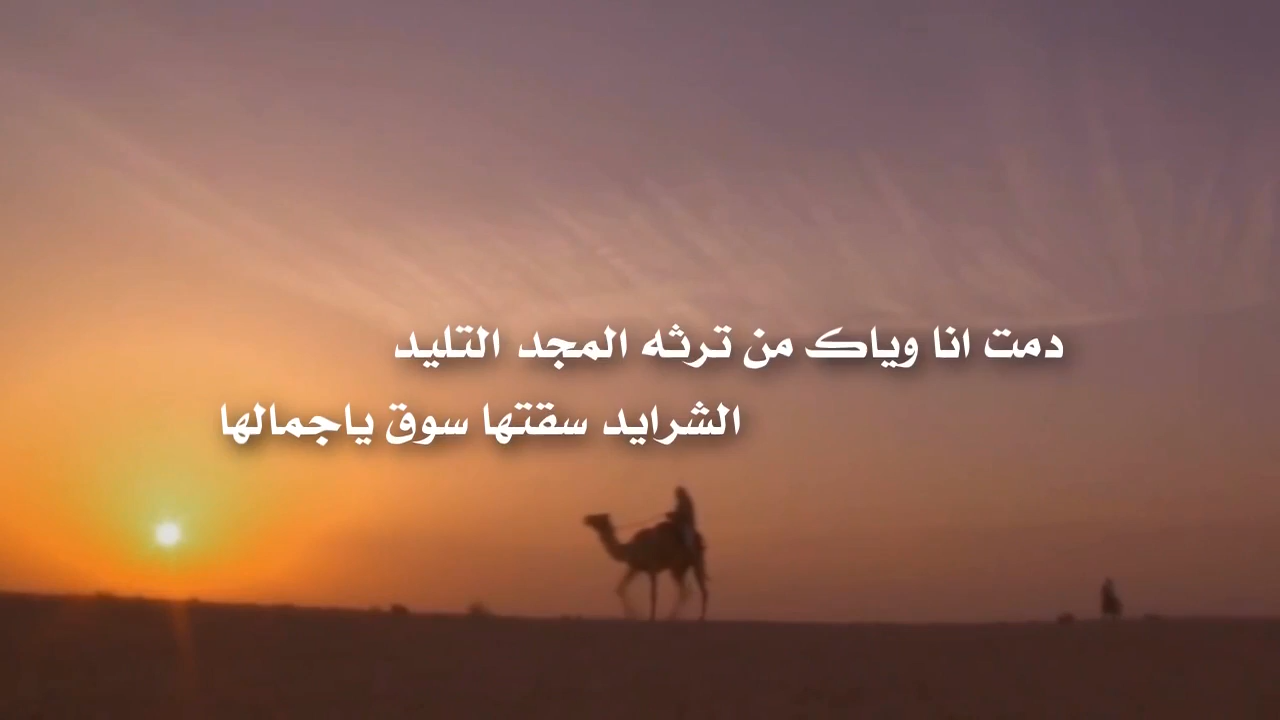 دمت انا وياك من ترثه المجد التليد
الشرايد سقتها سوق ياجمالها